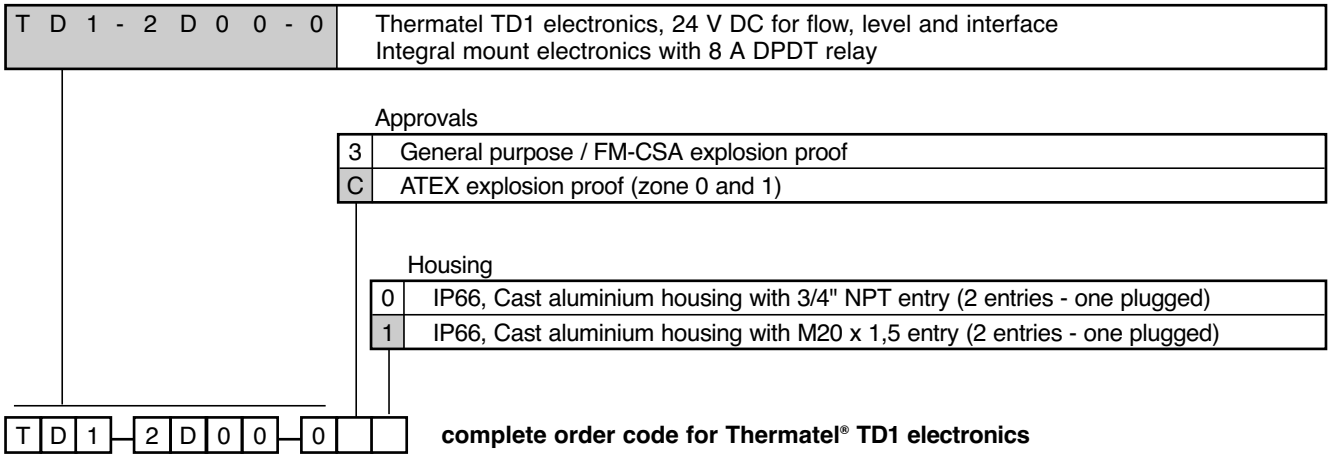 T D 1 - 2 D 0 0 - 0 Thermatel TD1 electronics, 24 V DC for flow, level and interface
Integral mount electronics with 8 A DPDT relay
Approvals
3 General purpose / FM-CSA explosion proof
C ATEX explosion proof (zone 0 and 1)
Housing
0 IP66, Cast aluminium housing with 3/4" NPT entry (2 entries - one plugged)
1 IP66, Cast aluminium housing with M20 x 1,5 entry (2 entries - one plugged)
T D 1 - 2 D 0 0 - 0 complete order code for Thermatel® TD1 electronics